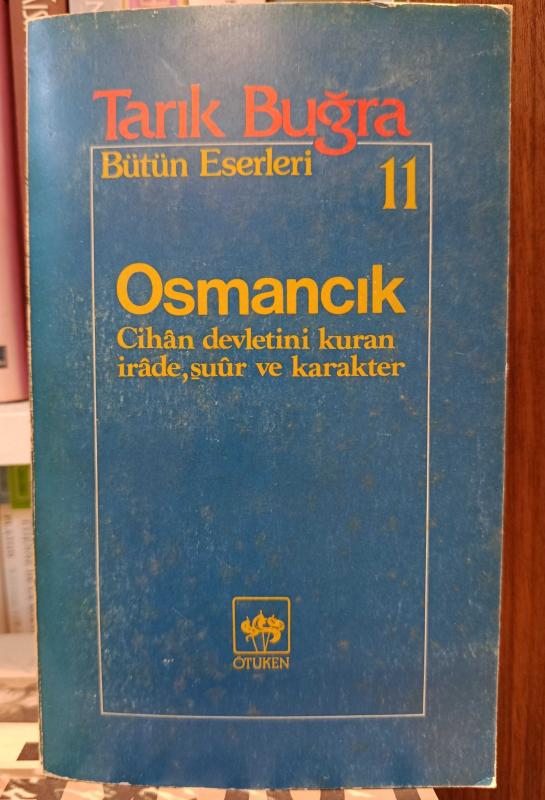 Tarık Buğra
Bütün Eserleri
11
Osmancık
Cihân devletini kuran
irâde, şuûr ve karakter
ÖTÜKEN